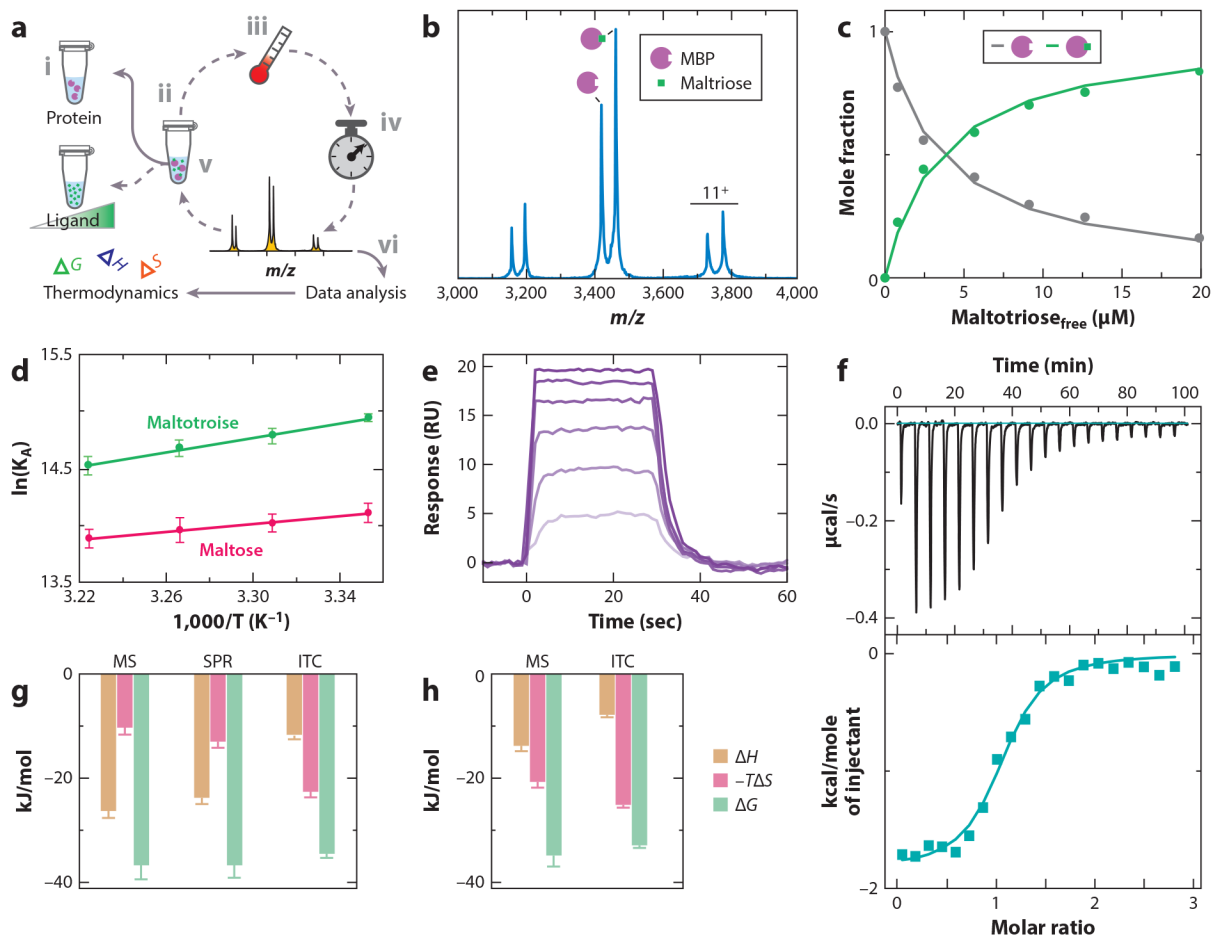 a
i
ii
iii
iv
v
vi
Protein
Ligand
m/z
ΔG
ΔH
ΔS
Thermodynamics
Data analysis
b
MBP
Maltriose
11+
3,000
3,200
3,400
3,600
3,800
4,000
m/z
c
1
0
Mole fraction
0
5
10
15
20
Maltotriosefree (μM)
d
15.5
14.5
13.5
ln(KA)
Maltotroise
Maltose
3.22
3.26
3.30
3.34
1,000/T (K−1)
e
20
15
10
5
0
Response (RU)
0
20
40
60
Time (sec)
f
Time (min)
0
20
40
60
80
100
0.0
−0.2
−0.4
μcal/s
0
−2
kcal/mole
of injectant
0
1
2
3
Molar ratio
g
MS
SPR
ITC
0
−20
−40
kJ/mol
h
MS
ITC
0
−20
−40
kJ/mol
ΔH
−TΔS
ΔG